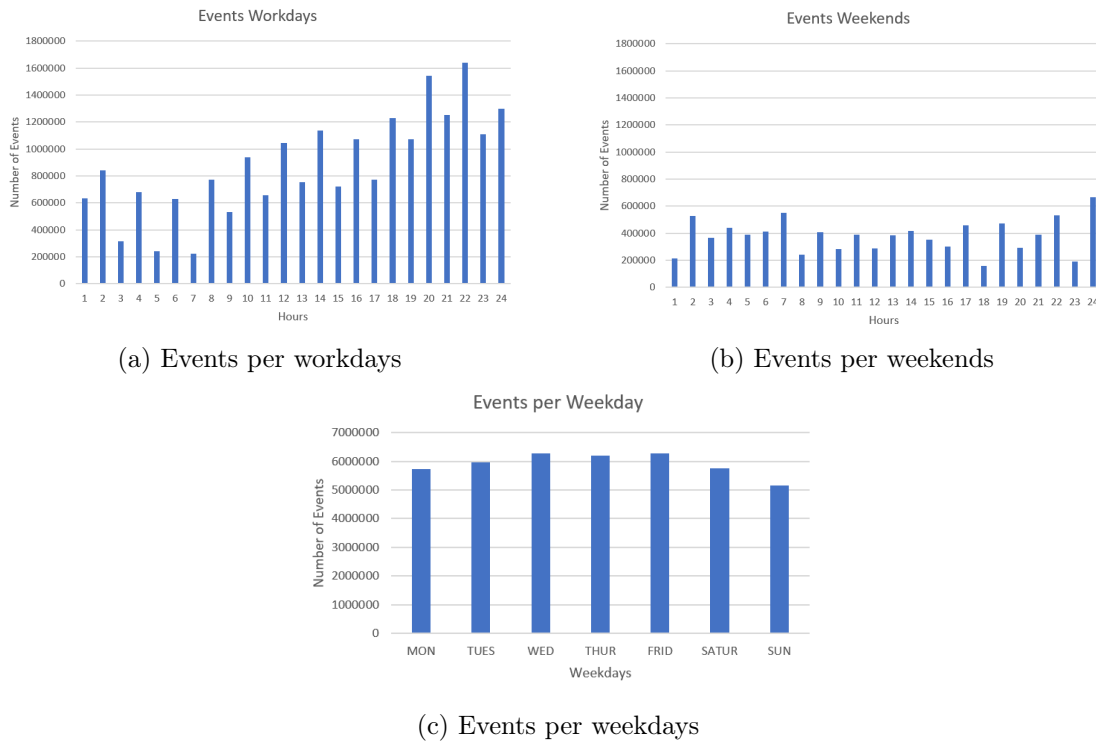 Events Workdays
1800000
1600000
1400000
1200000
1000000
800000
600000
400000
200000
0
Number of Events
1 2 3 4 5 6 7 8 9 10 11 12 13 14 15 16 17 18 19 20 21 22 23 24
Hours
(a) Events per workdays
Events Weekends
1800000
1600000
1400000
1200000
1000000
800000
600000
400000
200000
0
Number of Events
1 2 3 4 5 6 7 8 9 10 11 12 13 14 15 16 17 18 19 20 21 22 23 24
Hours
(b) Events per weekends
Events per Weekday
7000000
6000000
5000000
4000000
3000000
2000000
1000000
0
Number of Events
MON TUES WED THUR FRID SATUR SUN
Weekdays
(c) Events per weekdays